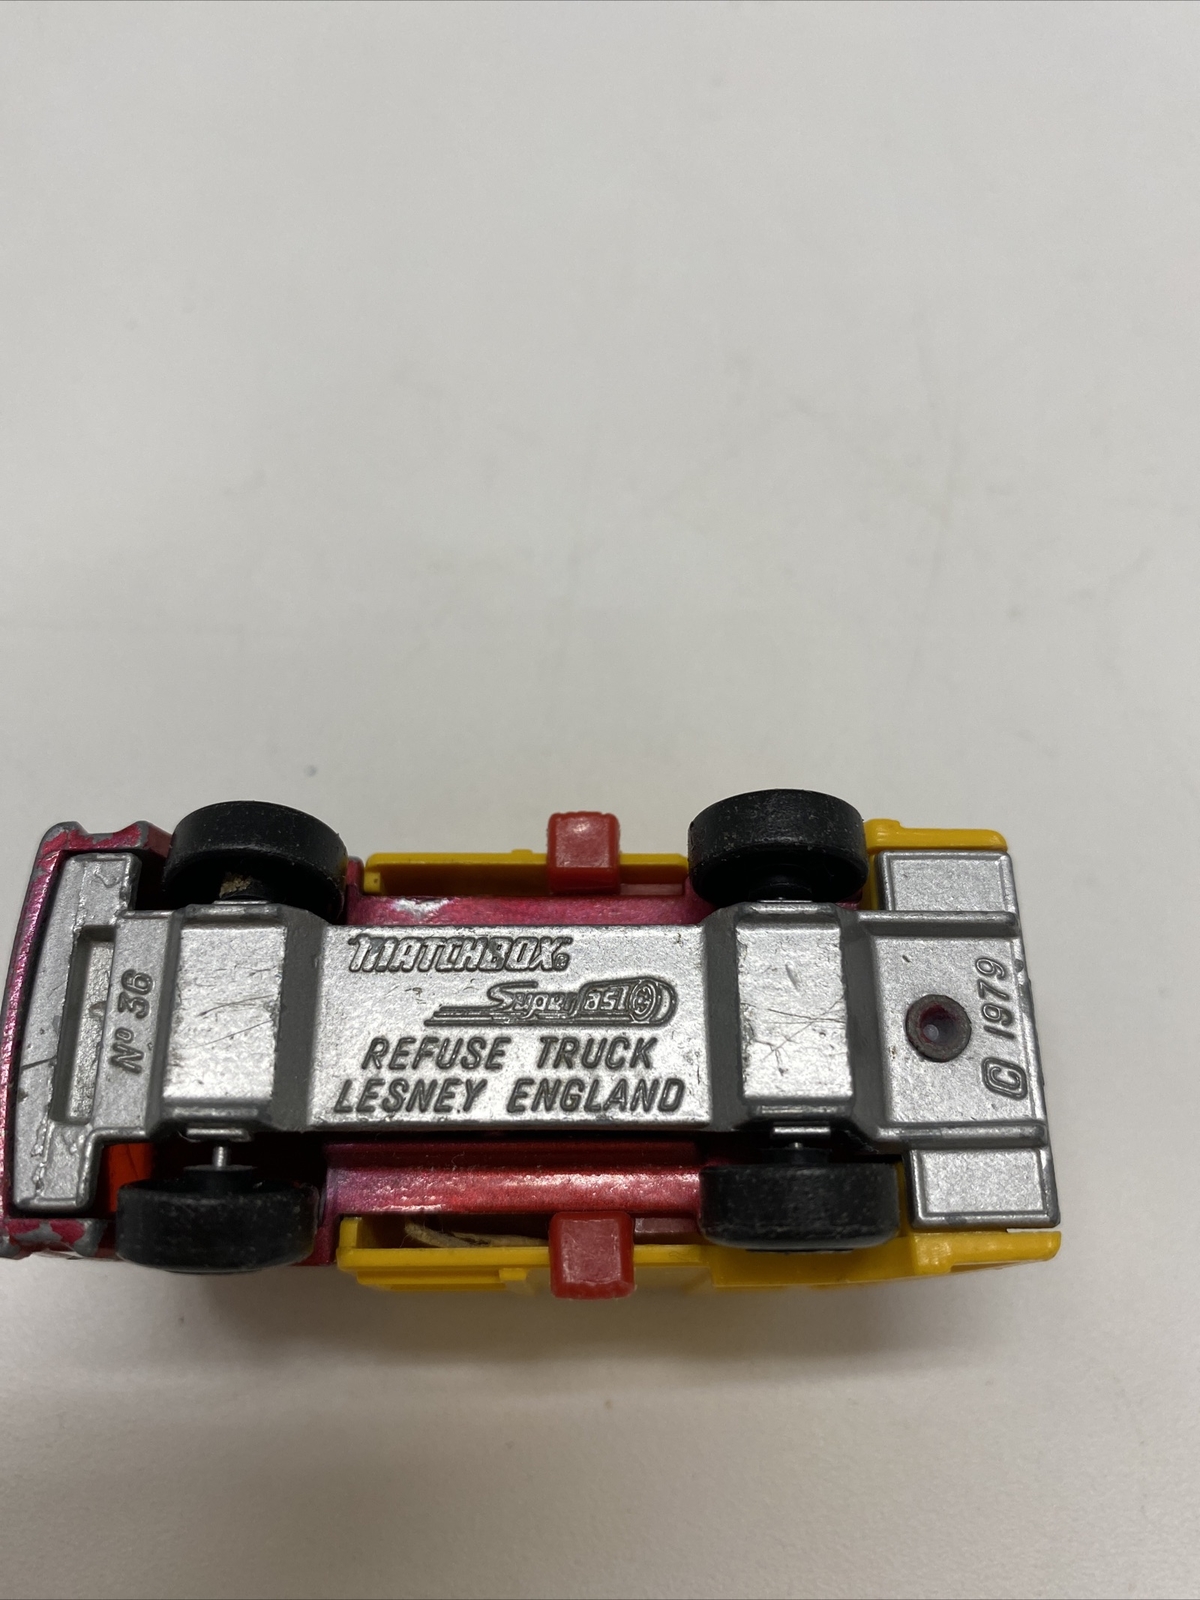 MATCHBOX®
Superfast
REFUSE TRUCK
LESNEY ENGLAND
Nº 36
© 1979